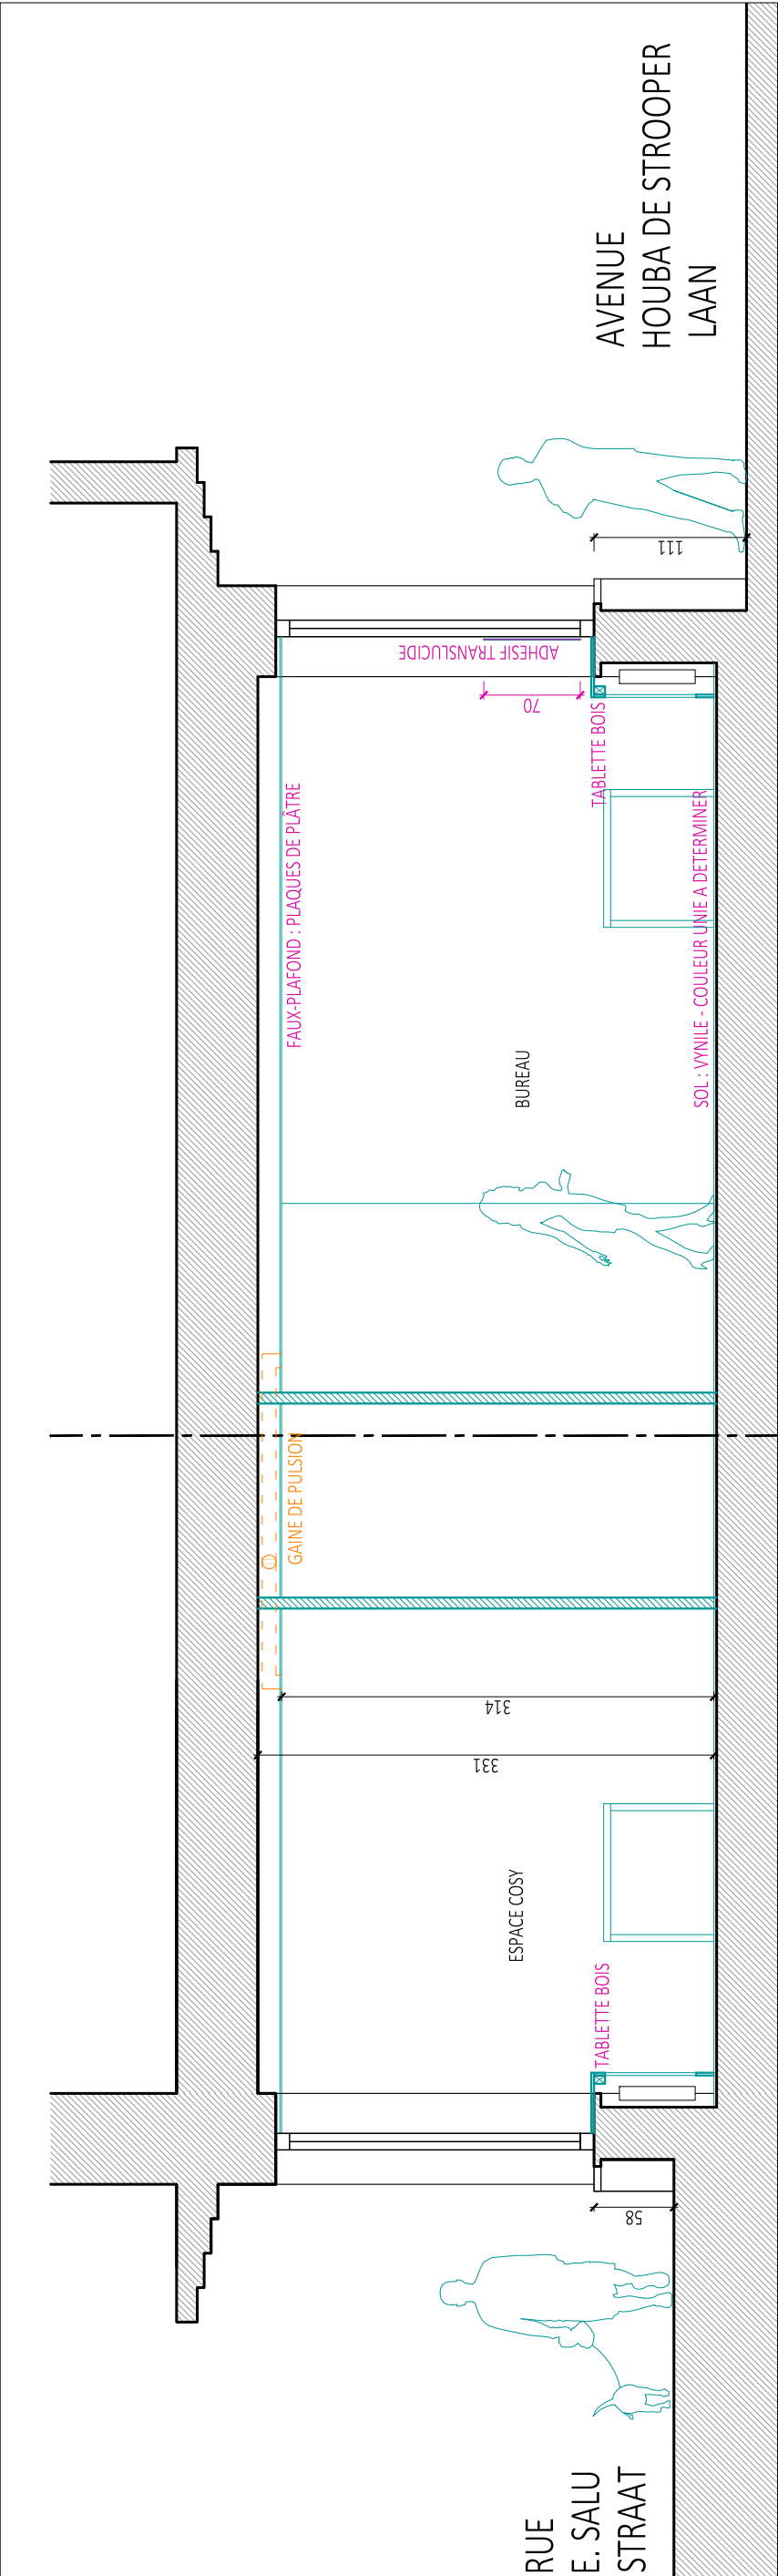 RUE
E. SALU
STRAAT
58
TABLETTE BOIS
ESPACE COSY
331
314
GAINE DE PULSION
BUREAU
FAUX-PLAFOND : PLAQUES DE PLÂTRE
SOL : VYNILE - COULEUR UNIE A DETERMINER
TABLETTE BOIS
70
ADHESIF TRANSLUCIDE
111
AVENUE
HOUBA DE STROOPER
LAAN